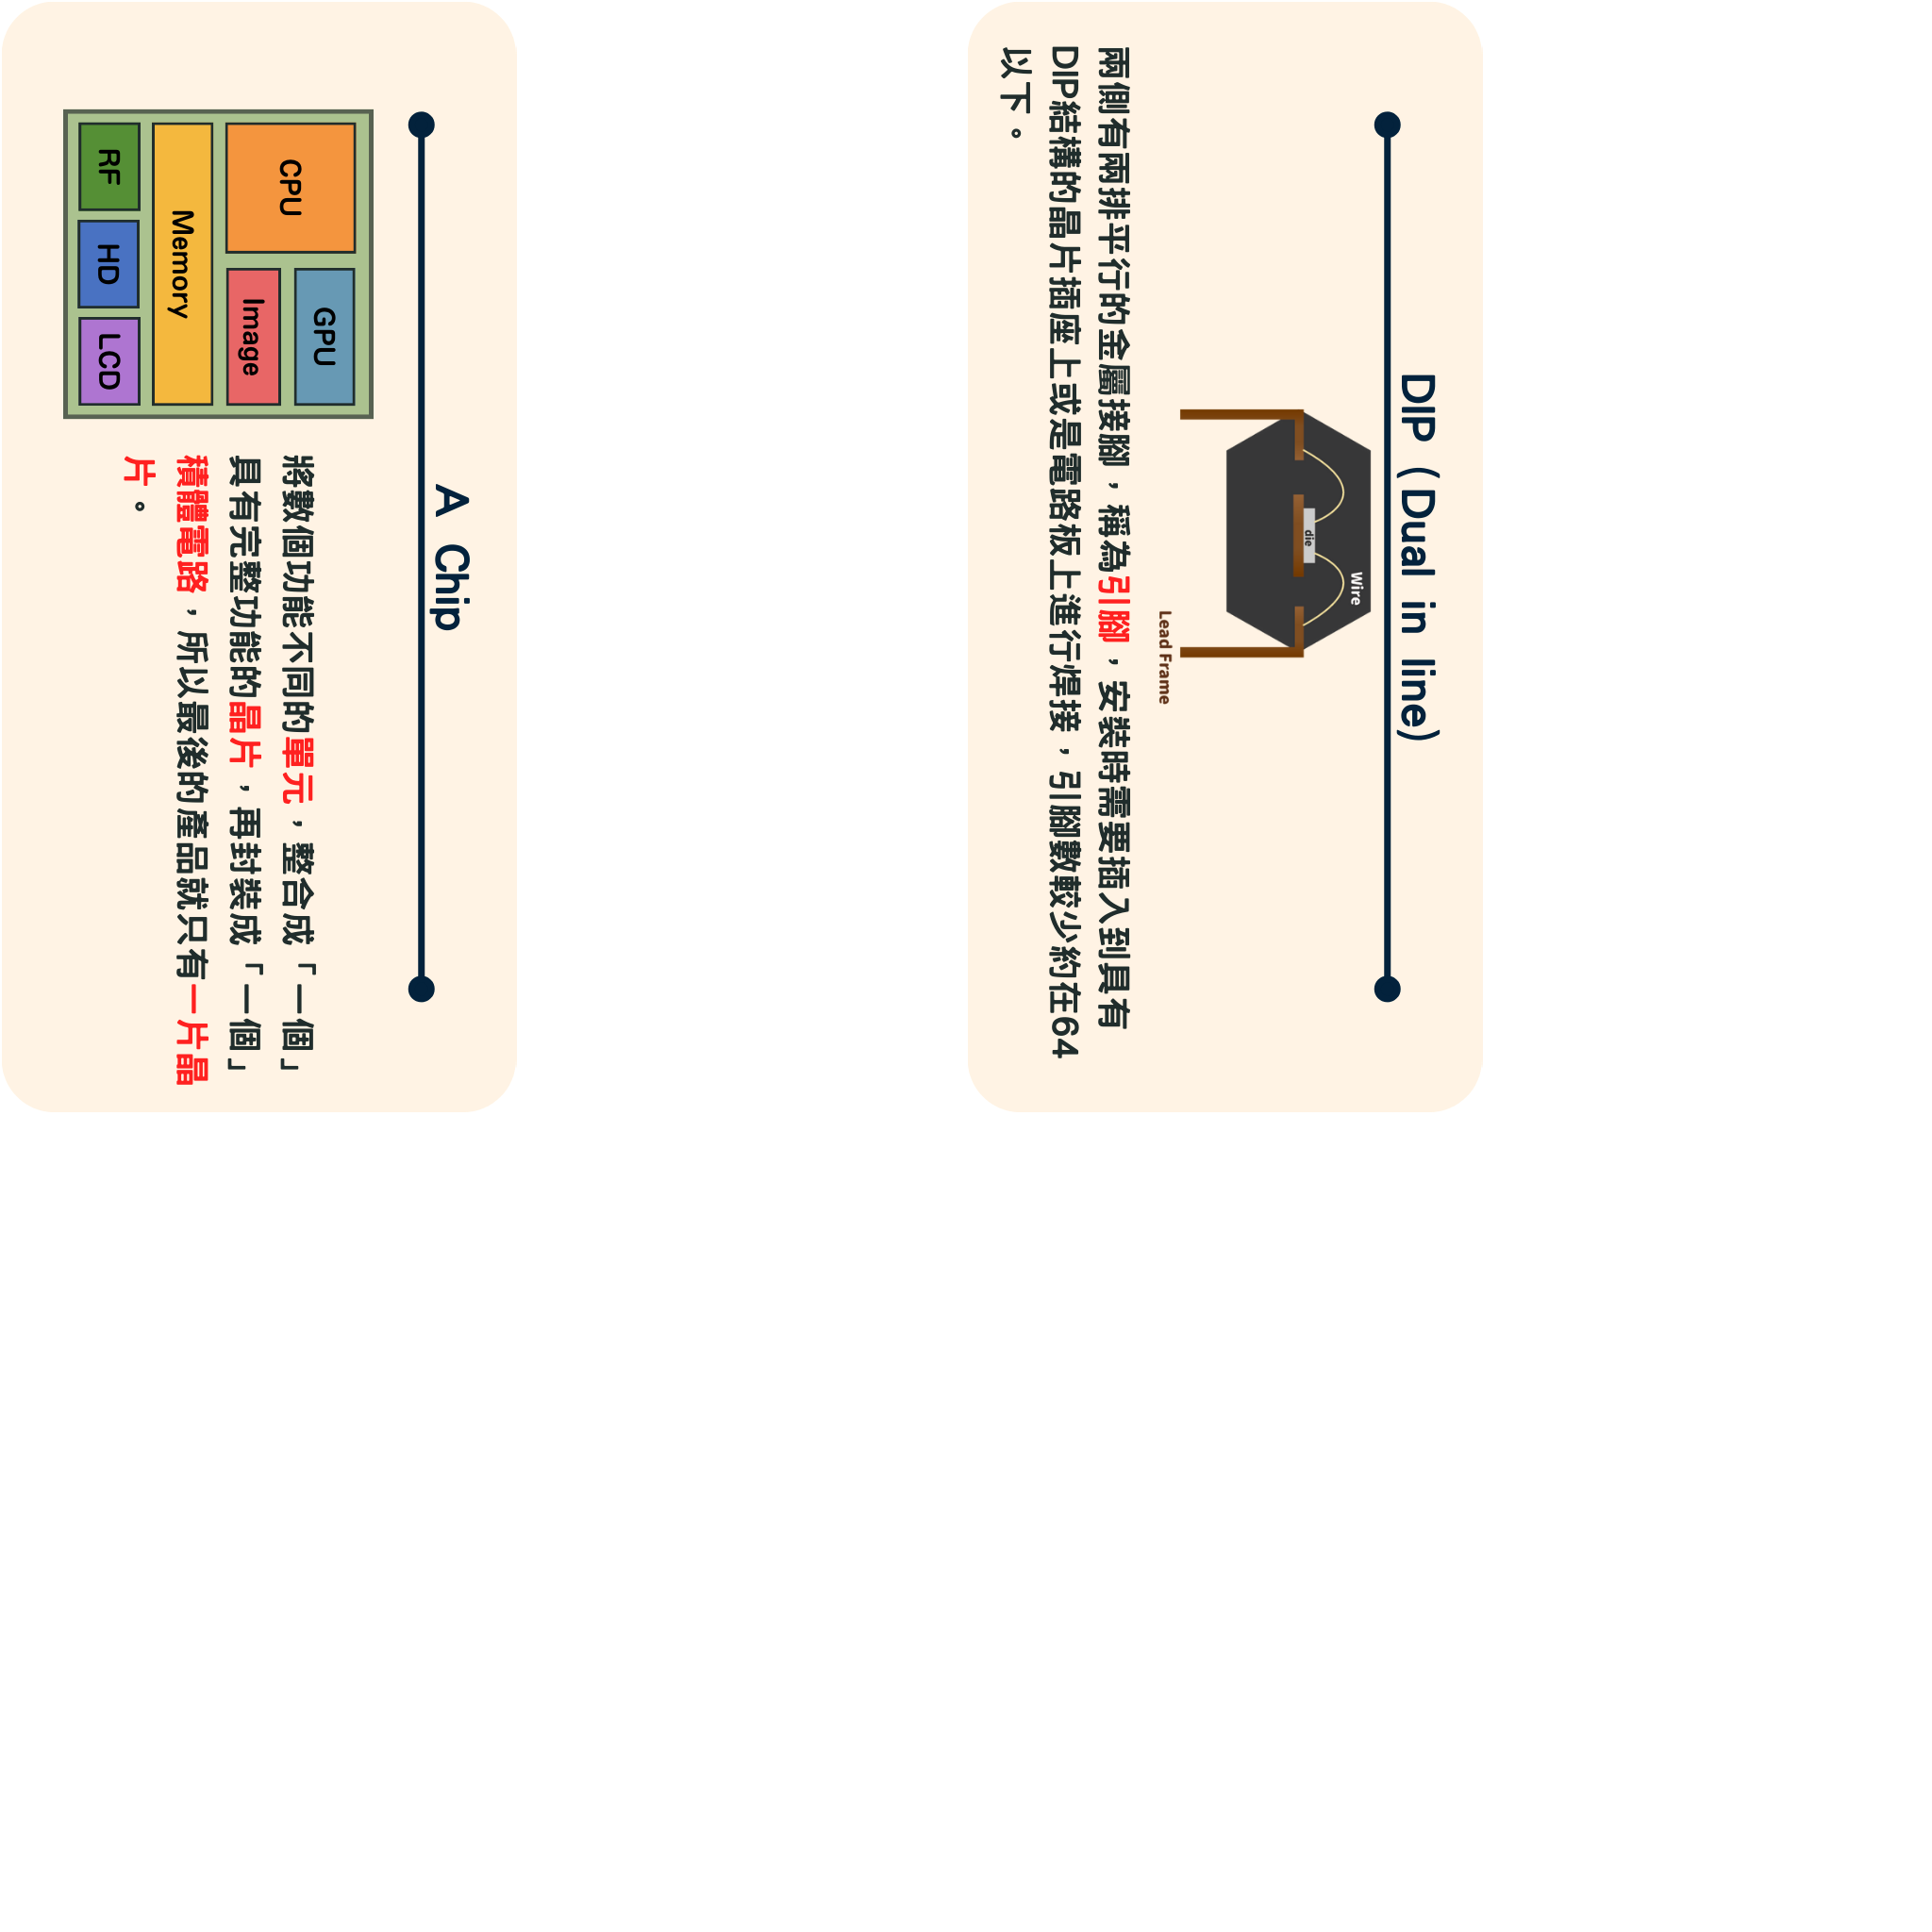 DIP（Dual in line）
Wire
die
Lead Frame
兩側有兩排平行的金屬接腳，稱為引腳，安裝時需要插入到具有
DIP結構的晶片插座上或是電路板上進行焊接，引腳數較少約在64
以下。
A Chip
CPU
GPU
Image
Memory
RF
HD
LCD
將數個功能不同的單元，整合成「一個」
具有完整功能的晶片，再封裝成「一個」
積體電路，所以最後的產品就只有一片晶
片。